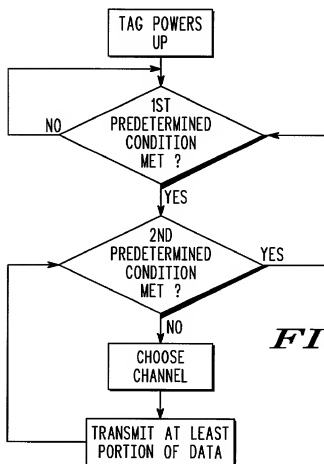 TAG POWERS
UP
1ST
PREDETERMINED
CONDITION
MET ?
NO
YES
2ND
PREDETERMINED
CONDITION
MET ?
YES
NO
FI
CHOOSE
CHANNEL
TRANSMIT AT LEAST
PORTION OF DATA